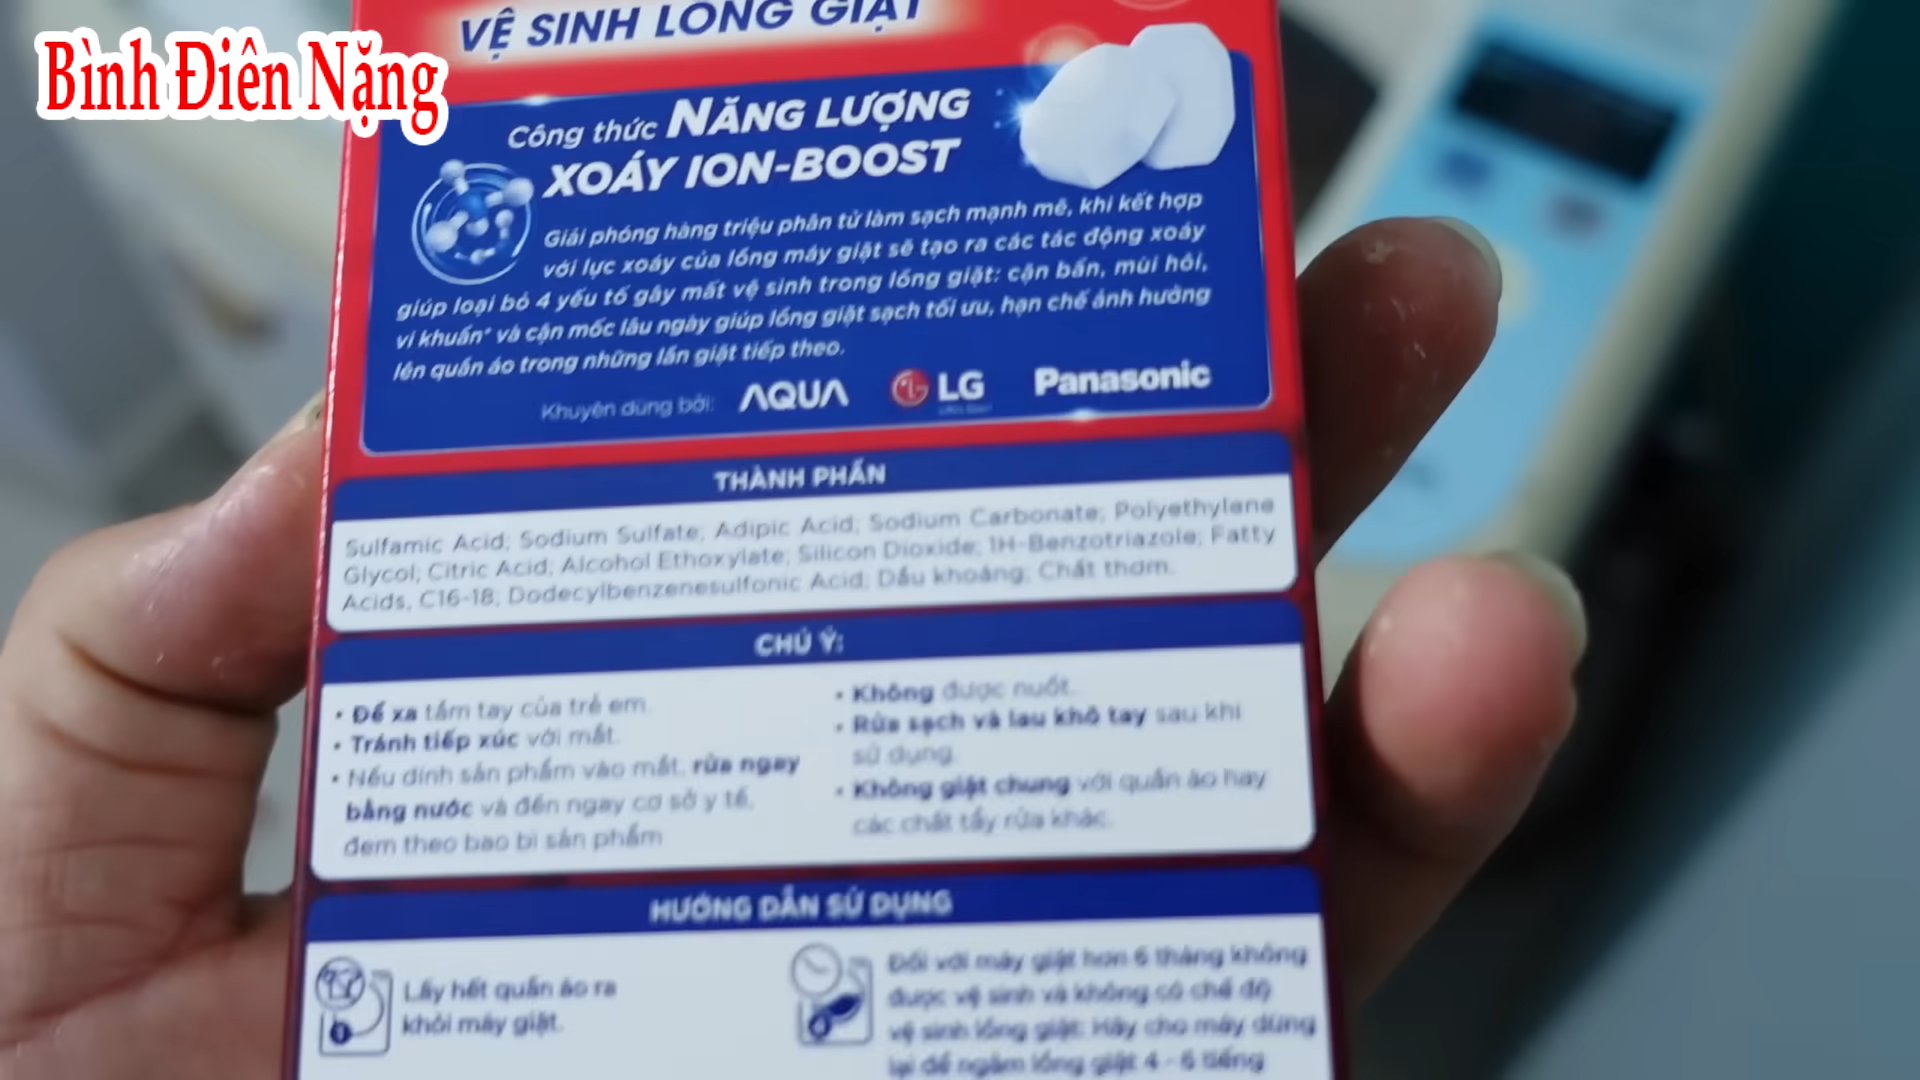 Bình Điên Nặng
VỆ SINH LỒNG GIẶT
Công thức NĂNG LƯỢNG
XOÁY ION-BOOST
Giải phóng hàng triệu phân tử làm sạch mạnh mẽ, khi kết hợp
với lực xoáy của lồng máy giặt sẽ tạo ra các tác động xoáy
giúp loại bỏ 4 yếu tố gây mất vệ sinh trong lồng giặt: cặn bẩn, mùi hôi,
vi khuẩn* và cặn mốc lâu ngày giúp lồng giặt sạch tối ưu, hạn chế ảnh hưởng
lên quần áo trong những lần giặt tiếp theo.
Khuyên dùng bởi: AQUA LG Panasonic
THÀNH PHẦN
Sulfamic Acid; Sodium Sulfate; Adipic Acid; Sodium Carbonate; Polyethylene
Glycol; Citric Acid; Alcohol Ethoxylate; Silicon Dioxide; 1H-Benzotriazole; Fatty
Acids, C16-18; Dodecylbenzenesulfonic Acid; Dầu khoáng; Chất thơm.
CHÚ Ý:
• Để xa tầm tay của trẻ em.
• Tránh tiếp xúc với mắt.
• Nếu dính sản phẩm vào mắt, rửa ngay
bằng nước và đến ngay cơ sở y tế,
đem theo bao bì sản phẩm
• Không được nuốt.
• Rửa sạch và lau khô tay sau khi
sử dụng.
• Không giặt chung với quần áo hay
các chất tẩy rửa khác.
HƯỚNG DẪN SỬ DỤNG
Lấy hết quần áo ra
khỏi máy giặt.
Đối với máy giặt hơn 6 tháng không
được vệ sinh và không có chế độ
vệ sinh lồng giặt: Hãy cho máy dừng
lại để ngâm lồng giặt 4 - 6 tiếng